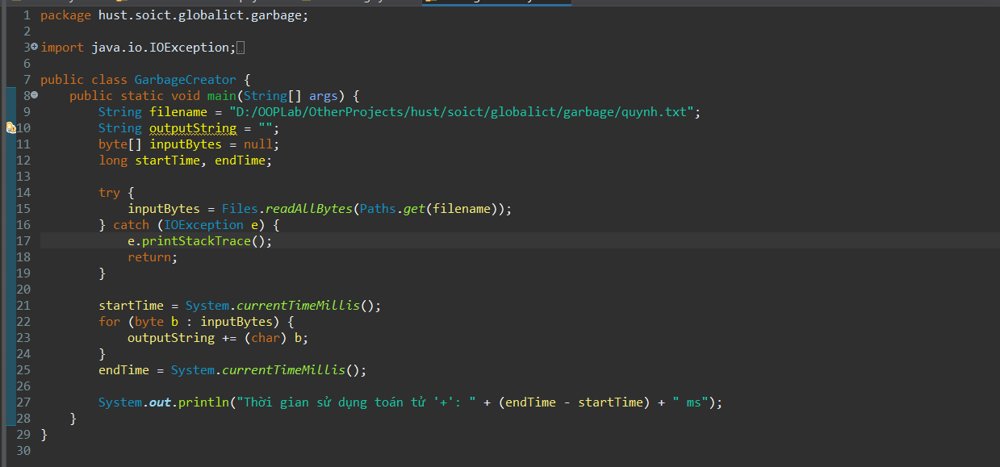 1 package hust.soict.globalict.garbage;
2
3 import java.io.IOException;
6
7 public class GarbageCreator {
8 public static void main(String[] args) {
9 String filename = "D:/OOPLab/OtherProjects/hust/soict/globalict/garbage/quynh.txt";
10 String outputString = "";
11 byte[] inputBytes = null;
12 long startTime, endTime;
13
14 try {
15 inputBytes = Files.readAllBytes(Paths.get(filename));
16 } catch (IOException e) {
17 e.printStackTrace();
18 return;
19 }
20
21 startTime = System.currentTimeMillis();
22 for (byte b : inputBytes) {
23 outputString += (char) b;
24 }
25 endTime = System.currentTimeMillis();
26
27 System.out.println("Thời gian sử dụng toán tử '+': " + (endTime - startTime) + " ms");
28 }
29 }
30